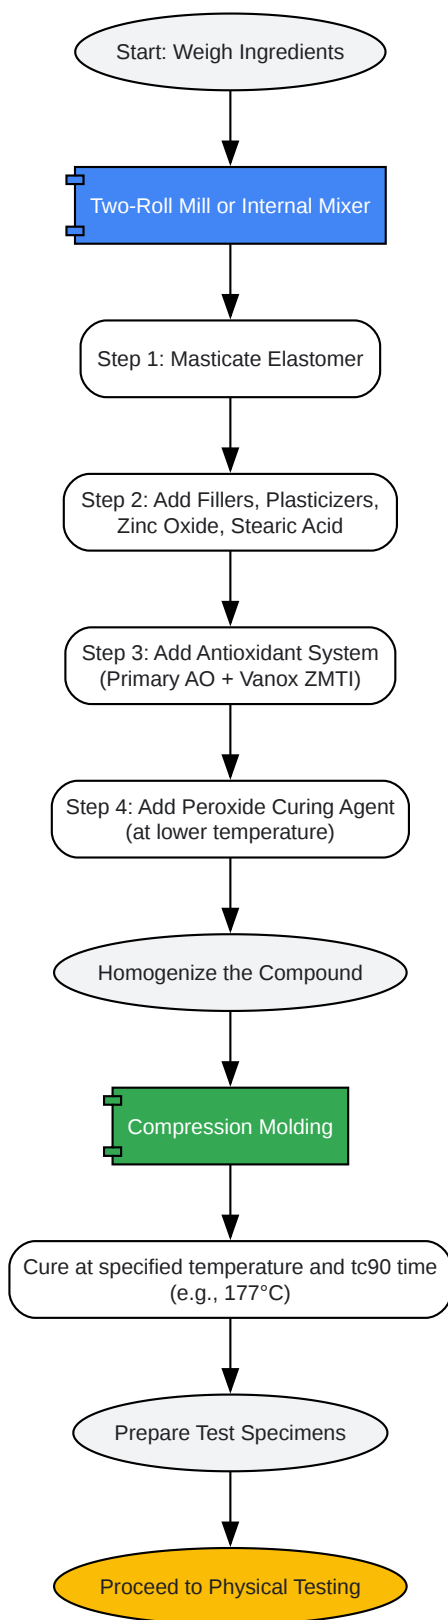 Start: Weigh Ingredients
Two-Roll Mill or Internal Mixer
Step 1: Masticate Elastomer
Step 2: Add Fillers, Plasticizers,
Zinc Oxide, Stearic Acid
Step 3: Add Antioxidant System
(Primary AO + Vanox ZMTI)
Step 4: Add Peroxide Curing Agent
(at lower temperature)
Homogenize the Compound
Compression Molding
Cure at specified temperature and tc90 time
(e.g., 177°C)
Prepare Test Specimens
Proceed to Physical Testing